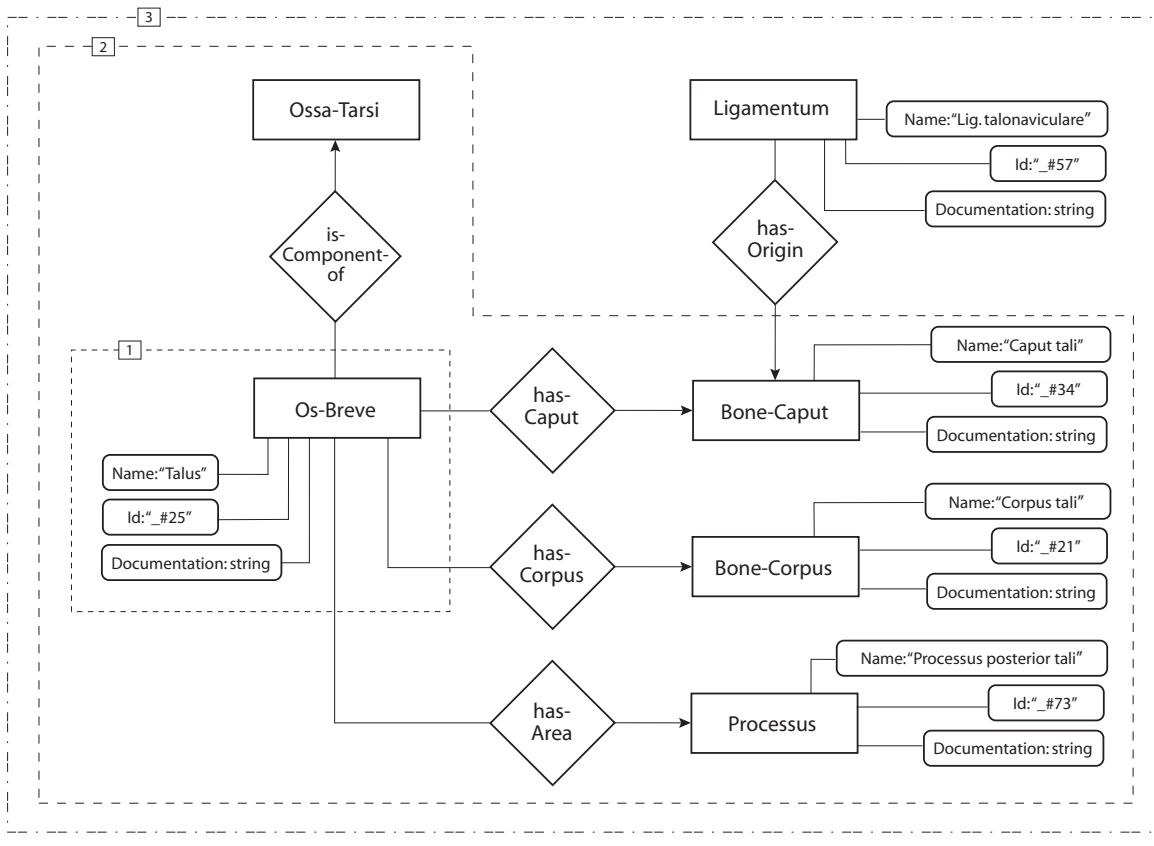 3
2
Ossa-Tarsi
Ligamentum
Name:“Lig. talonaviculare”
Id:“_#57”
Documentation: string
is-
Component-
of
has-
Origin
1
Os-Breve
Name:“Talus”
Id:“_#25”
Documentation: string
has-
Caput
Bone-Caput
Name:“Caput tali”
Id:“_#34”
Documentation: string
has-
Corpus
Bone-Corpus
Name:“Corpus tali”
Id:“_#21”
Documentation: string
has-
Area
Processus
Name:“Processus posterior tali”
Id:“_#73”
Documentation: string